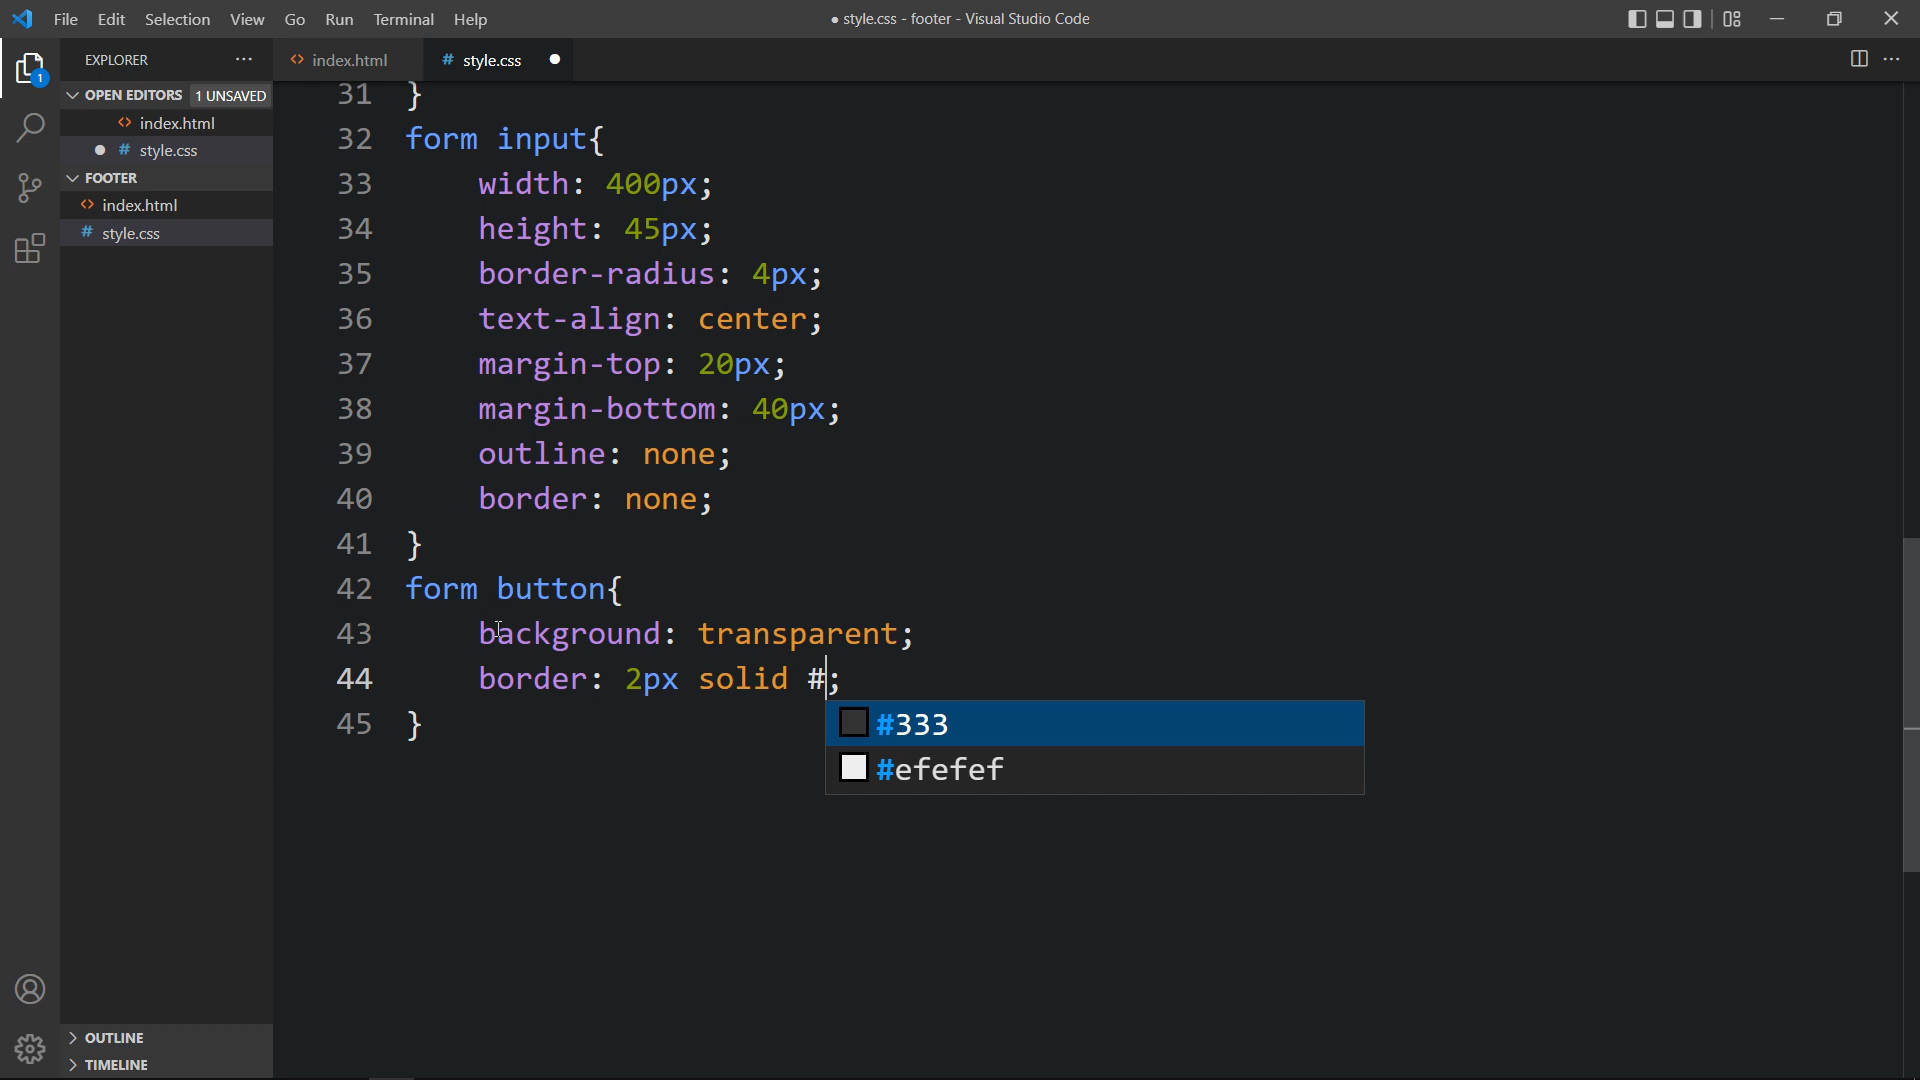 File Edit Selection View Go Run Terminal Help
● style.css - footer - Visual Studio Code
EXPLORER
OPEN EDITORS 1 UNSAVED
index.html
# style.css
FOOTER
index.html
# style.css
OUTLINE
TIMELINE
1
index.html # style.css
31 }
32 form input{
33 width: 400px;
34 height: 45px;
35 border-radius: 4px;
36 text-align: center;
37 margin-top: 20px;
38 margin-bottom: 40px;
39 outline: none;
40 border: none;
41 }
42 form button{
43 background: transparent;
44 border: 2px solid #;
45 }
#333
#efefef